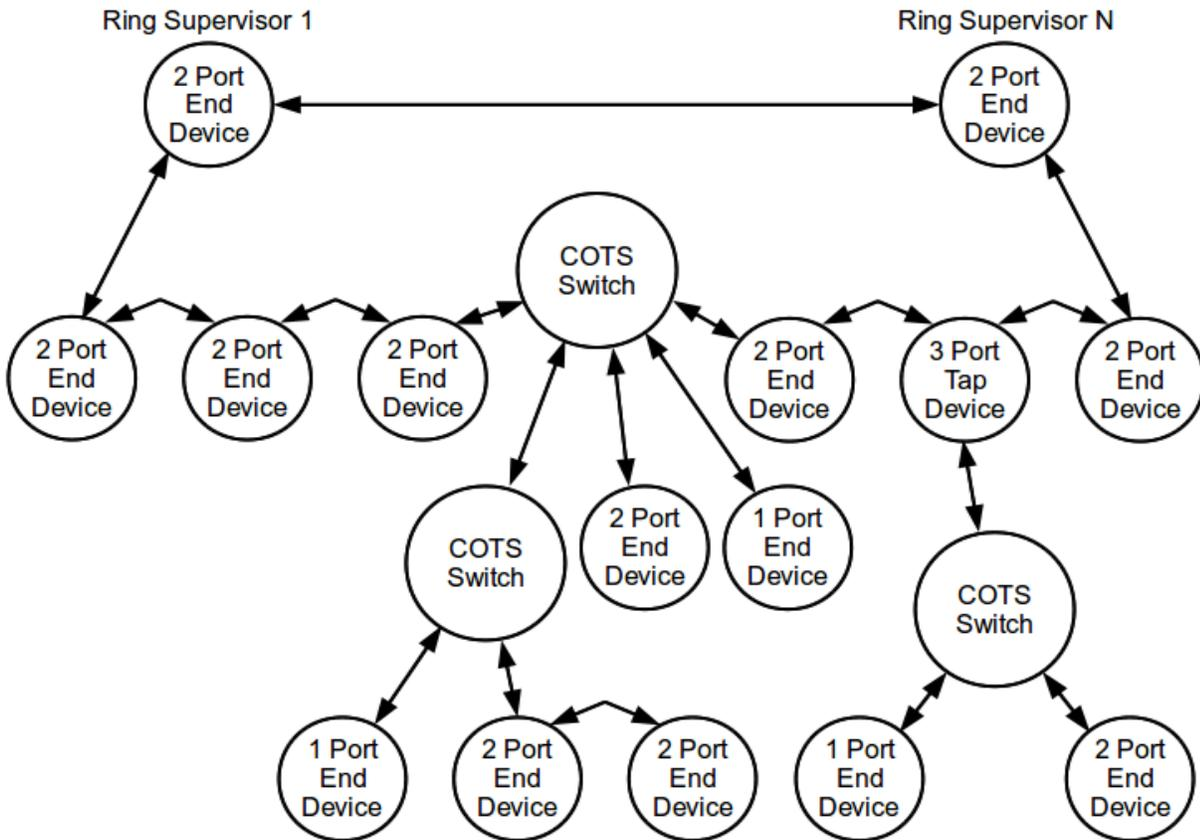 Ring Supervisor 1
Ring Supervisor N
2 Port
End
Device
2 Port
End
Device
COTS
Switch
2 Port
End
Device
2 Port
End
Device
2 Port
End
Device
2 Port
End
Device
3 Port
Tap
Device
2 Port
End
Device
COTS
Switch
2 Port
End
Device
1 Port
End
Device
COTS
Switch
1 Port
End
Device
2 Port
End
Device
2 Port
End
Device
1 Port
End
Device
2 Port
End
Device